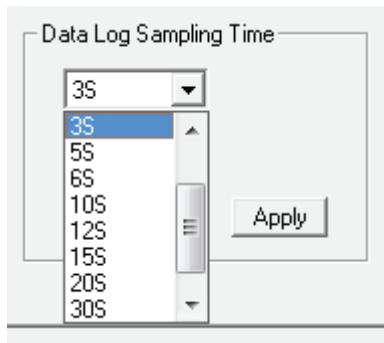 Data Log Sampling Time
3S
3S
5S
6S
10S
12S
Apply
15S
20S
30S